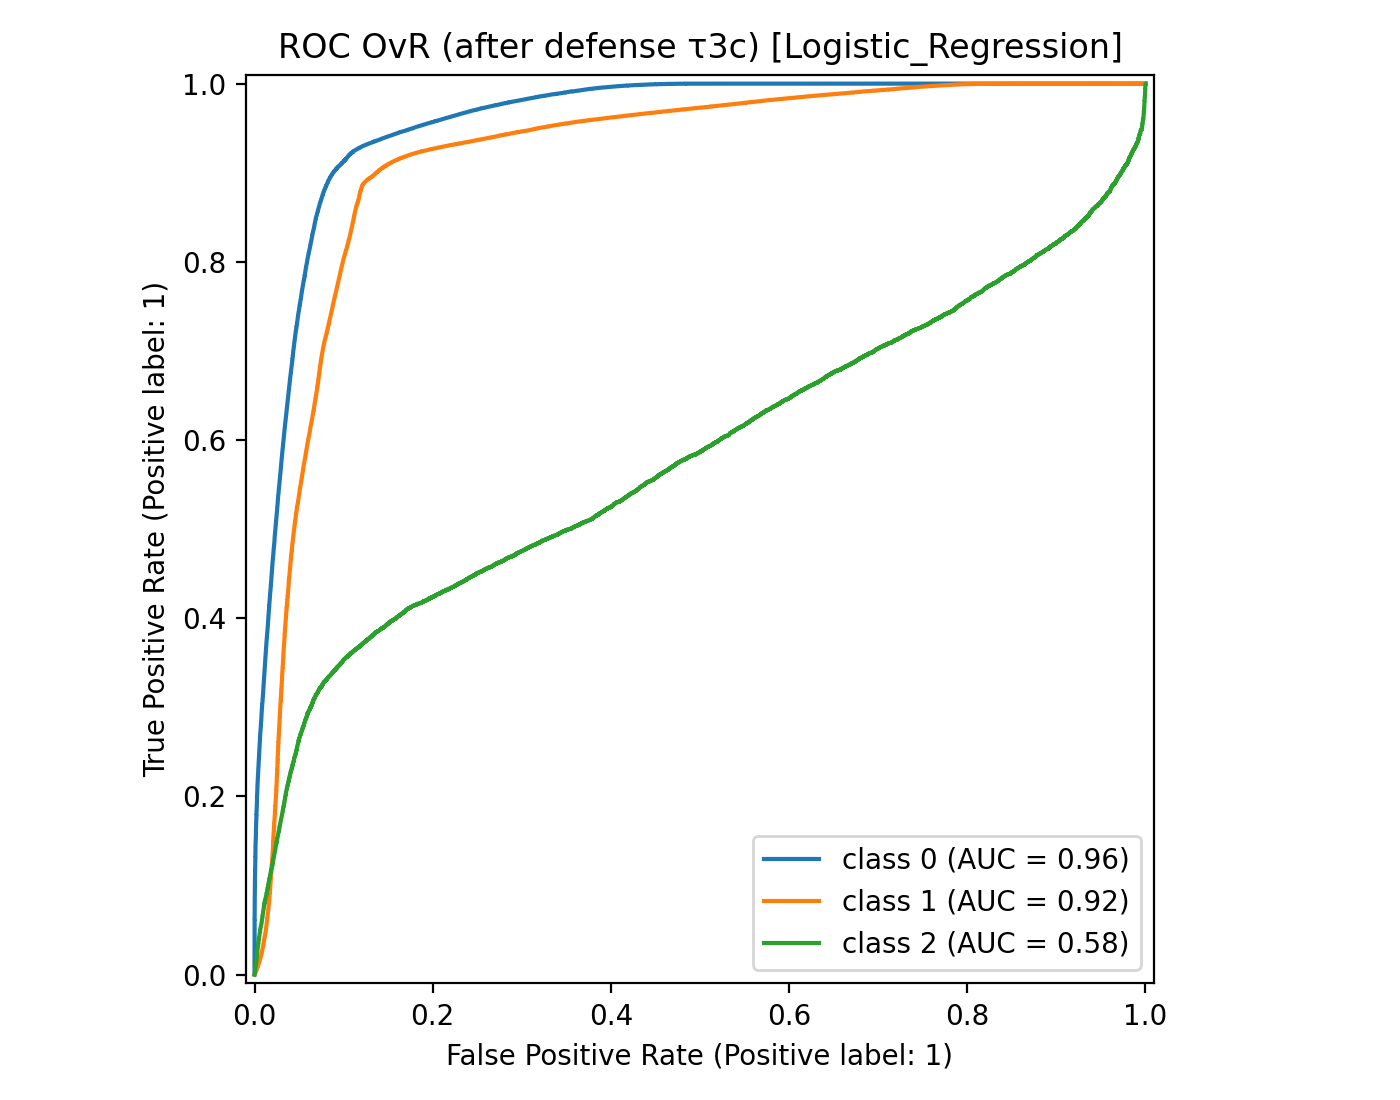 ROC OvR (after defense τ3c) [Logistic_Regression]
1.0
0.8
0.6
0.4
0.2
0.0
True Positive Rate (Positive label: 1)
class 0 (AUC = 0.96)
class 1 (AUC = 0.92)
class 2 (AUC = 0.58)
0.0 0.2 0.4 0.6 0.8 1.0
False Positive Rate (Positive label: 1)